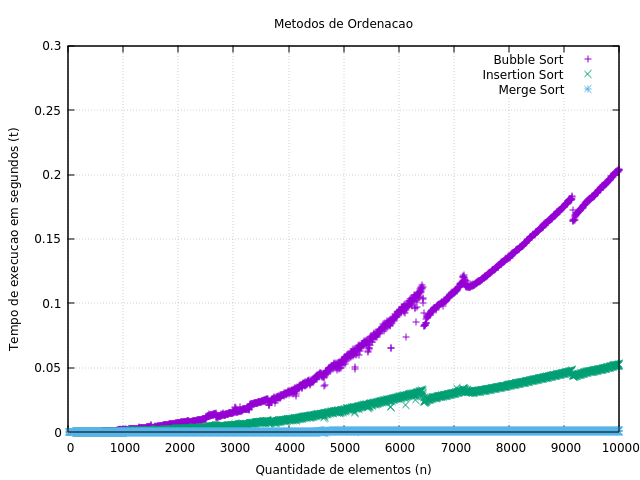 Metodos de Ordenacao
0.3
0.25
0.2
0.15
0.1
0.05
0
0 1000 2000 3000 4000 5000 6000 7000 8000 9000 10000
Tempo de execucao em segundos (t)
Quantidade de elementos (n)
Bubble Sort
Insertion Sort
Merge Sort